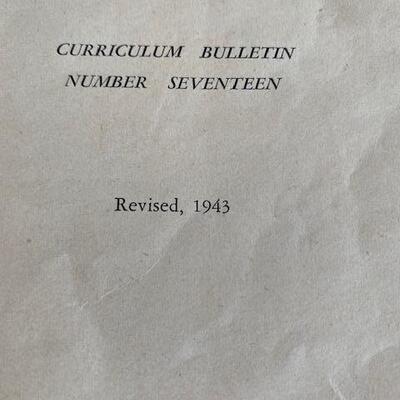 CURRICULUM BULLETIN
NUMBER SEVENTEEN
Revised, 1943